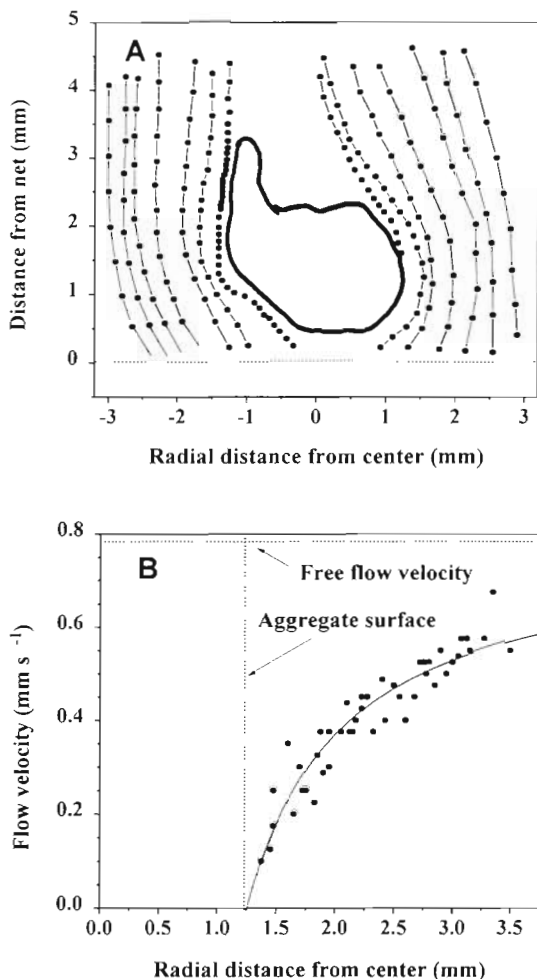 A
5
4
3
2
1
0
Distance from net (mm)
-3 -2 -1 0 1 2 3
Radial distance from center (mm)
B
0.8
0.6
0.4
0.2
0.0
Flow velocity (mm s⁻¹)
Free flow velocity
Aggregate surface
0.0 0.5 1.0 1.5 2.0 2.5 3.0 3.5
Radial distance from center (mm)